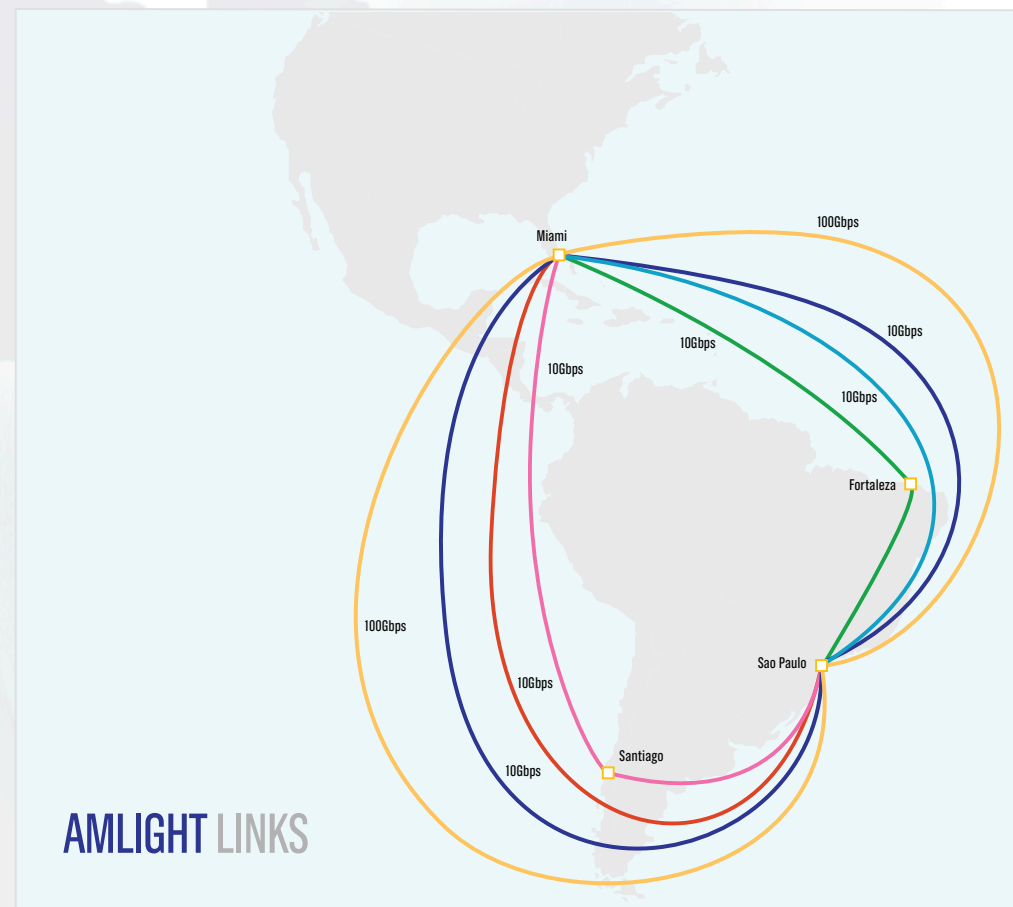 100Gbps
Miami
10Gbps
10Gbps
10Gbps
10Gbps
Fortaleza
100Gbps
Sao Paulo
10Gbps
Santiago
10Gbps
AMLIGHT LINKS